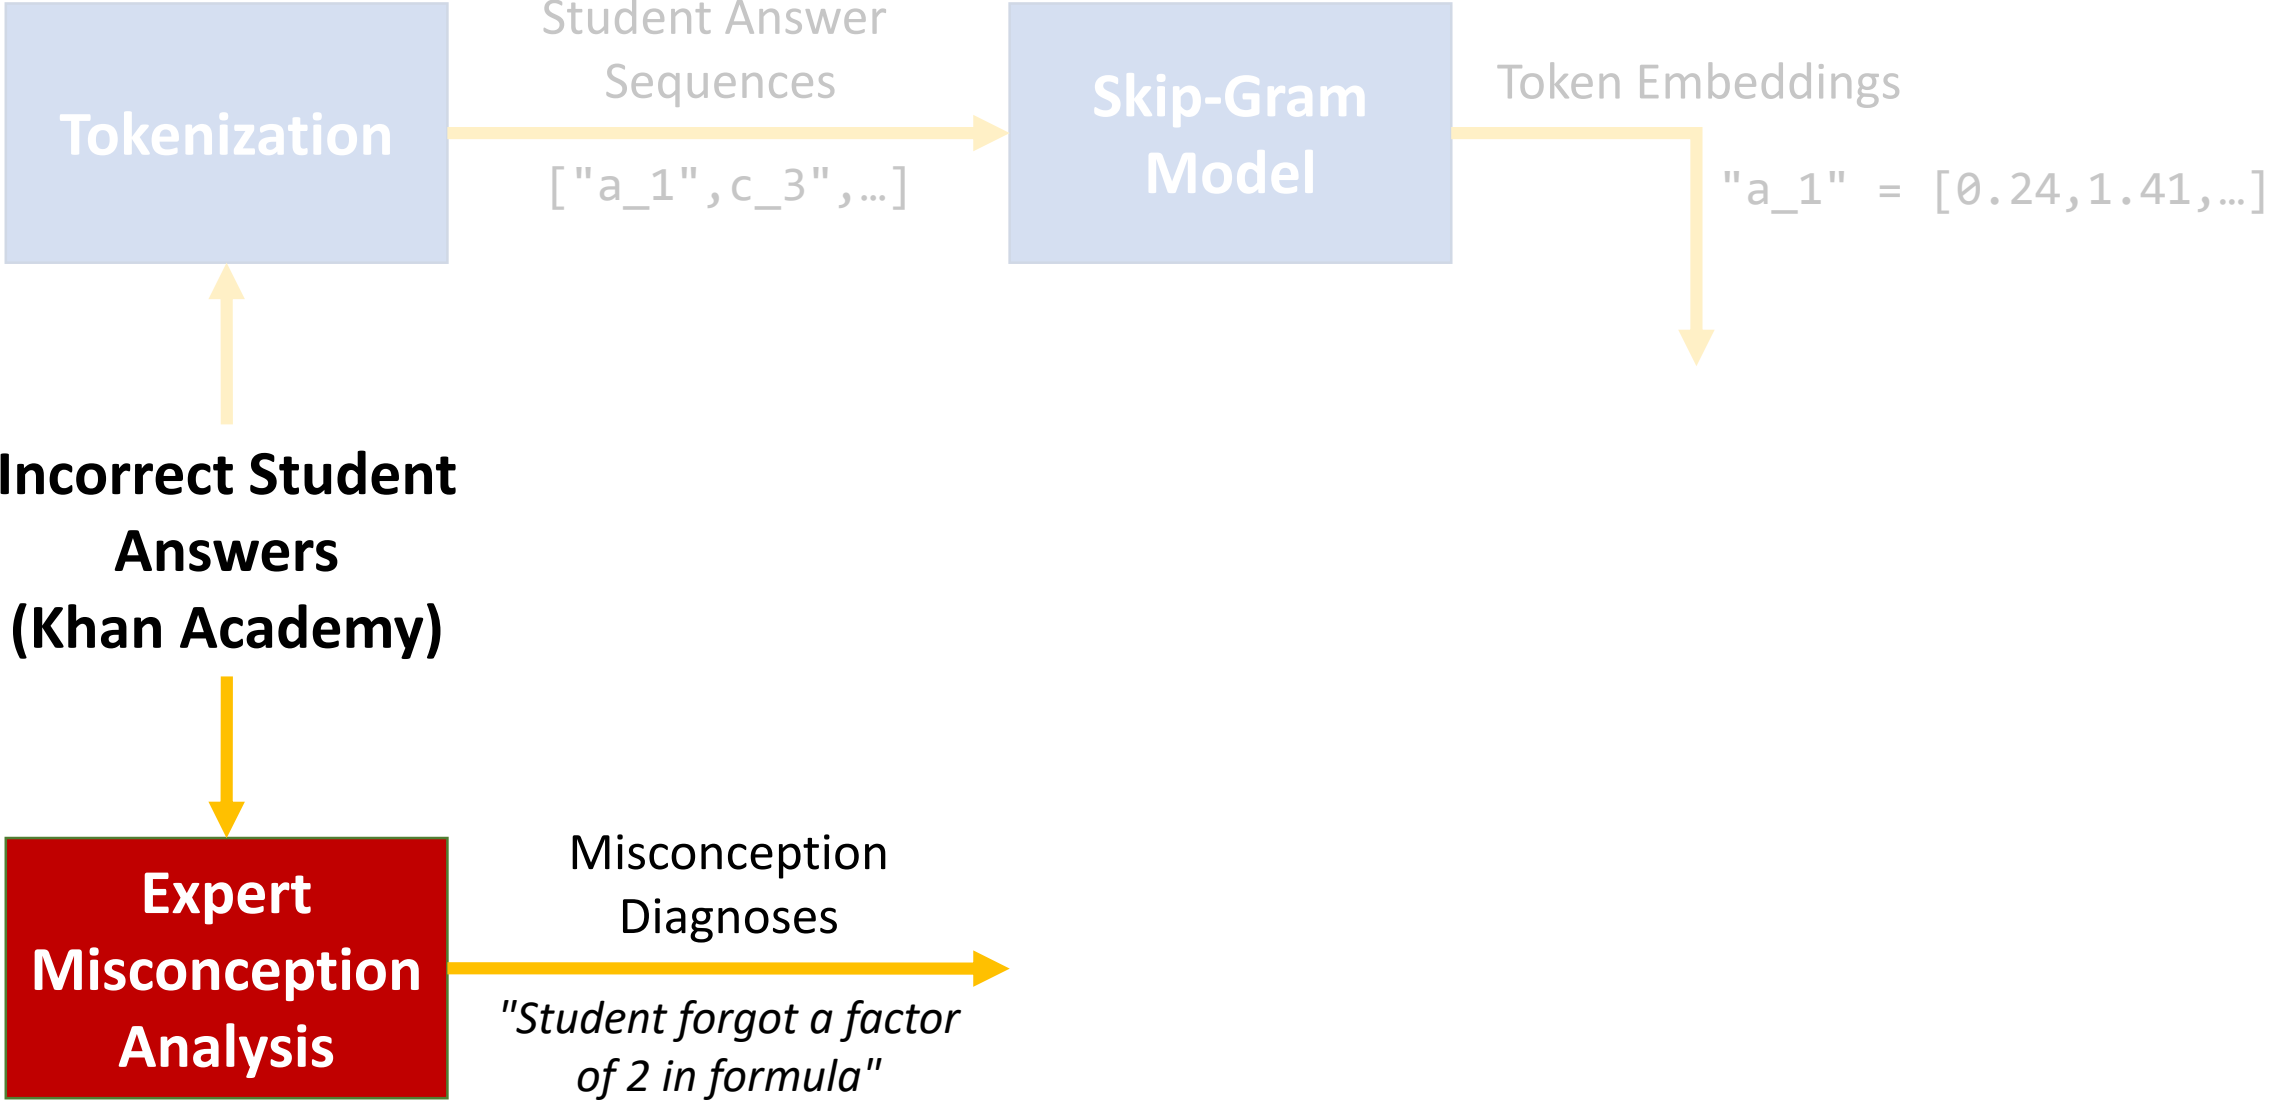 Student Answer
Sequences
Tokenization
["a_1",c_3",…]
Skip-Gram
Model
Token Embeddings
"a_1" = [0.24,1.41,…]
Incorrect Student
Answers
(Khan Academy)
Expert
Misconception
Analysis
Misconception
Diagnoses
"Student forgot a factor
of 2 in formula"